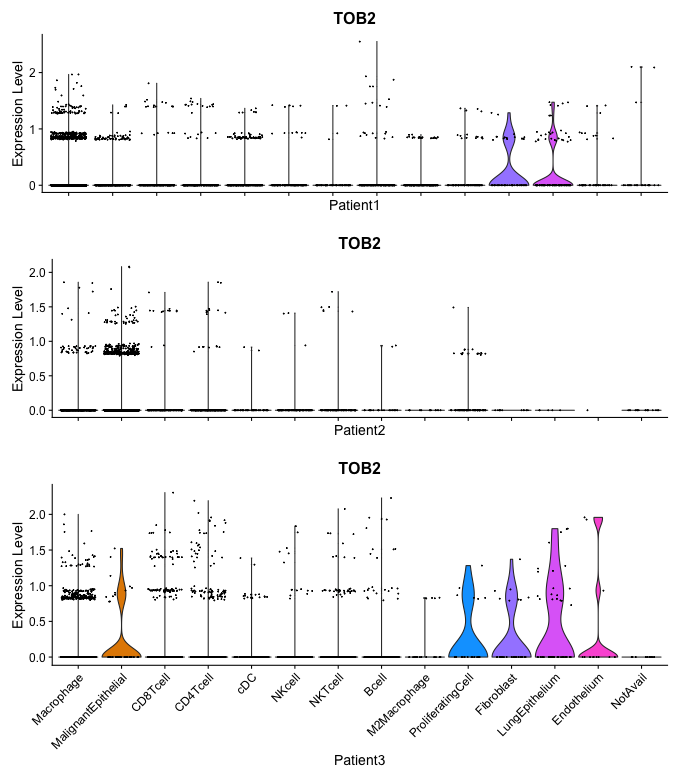 TOB2
Expression Level
2
1
0
Patient1
TOB2
Expression Level
2.0
1.5
1.0
0.5
0.0
Patient2
TOB2
Expression Level
2.0
1.5
1.0
0.5
0.0
Macrophage
MalignantEpithelial
CD8Tcell
CD4Tcell
cDC
NKcell
NKTcell
Bcell
M2Macrophage
ProliferatingCell
Fibroblast
LungEpithelium
Endothelium
NotAvail
Patient3